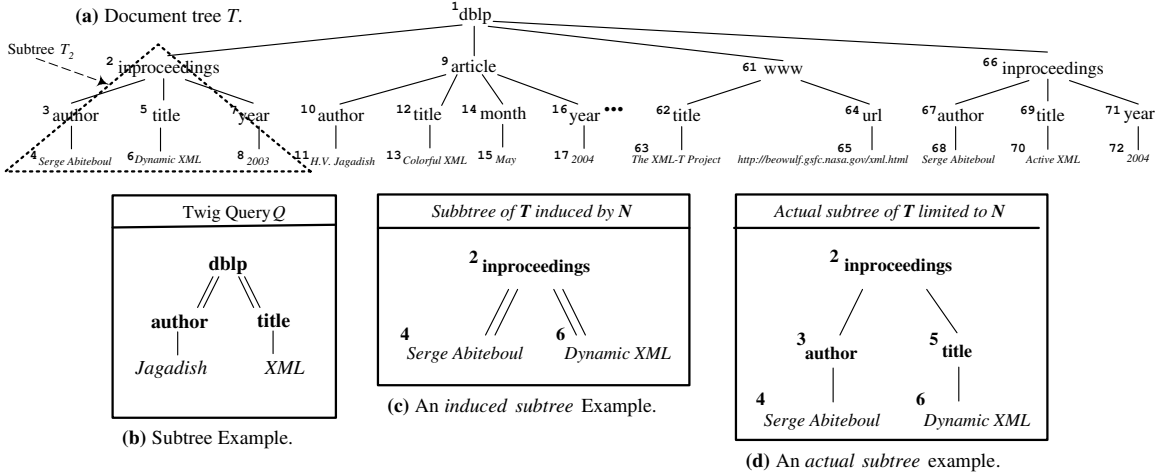 (a) Document tree T.
1 dblp
Subtree T2
2 inproceedings
9 article
61 www
66 inproceedings
3 author 5 title 7 year 10 author 12 title 14 month 16 year ••• 62 title 64 url 67 author 69 title 71 year
4 Serge Abiteboul 6 Dynamic XML 8 2003 11 H.V. Jagadish 13 Colorful XML 15 May 17 2004 63 The XML-T Project 65 http://beowulf.gsfc.nasa.gov/xml.html 68 Serge Abiteboul 70 Active XML 72 2004
Twig Query Q
dblp
author title
Jagadish XML
(b) Subtree Example.
Subbtree of T induced by N
2 inproceedings
4 Serge Abiteboul 6 Dynamic XML
(c) An induced subtree Example.
Actual subtree of T limited to N
2 inproceedings
3 author 5 title
4 Serge Abiteboul 6 Dynamic XML
(d) An actual subtree example.